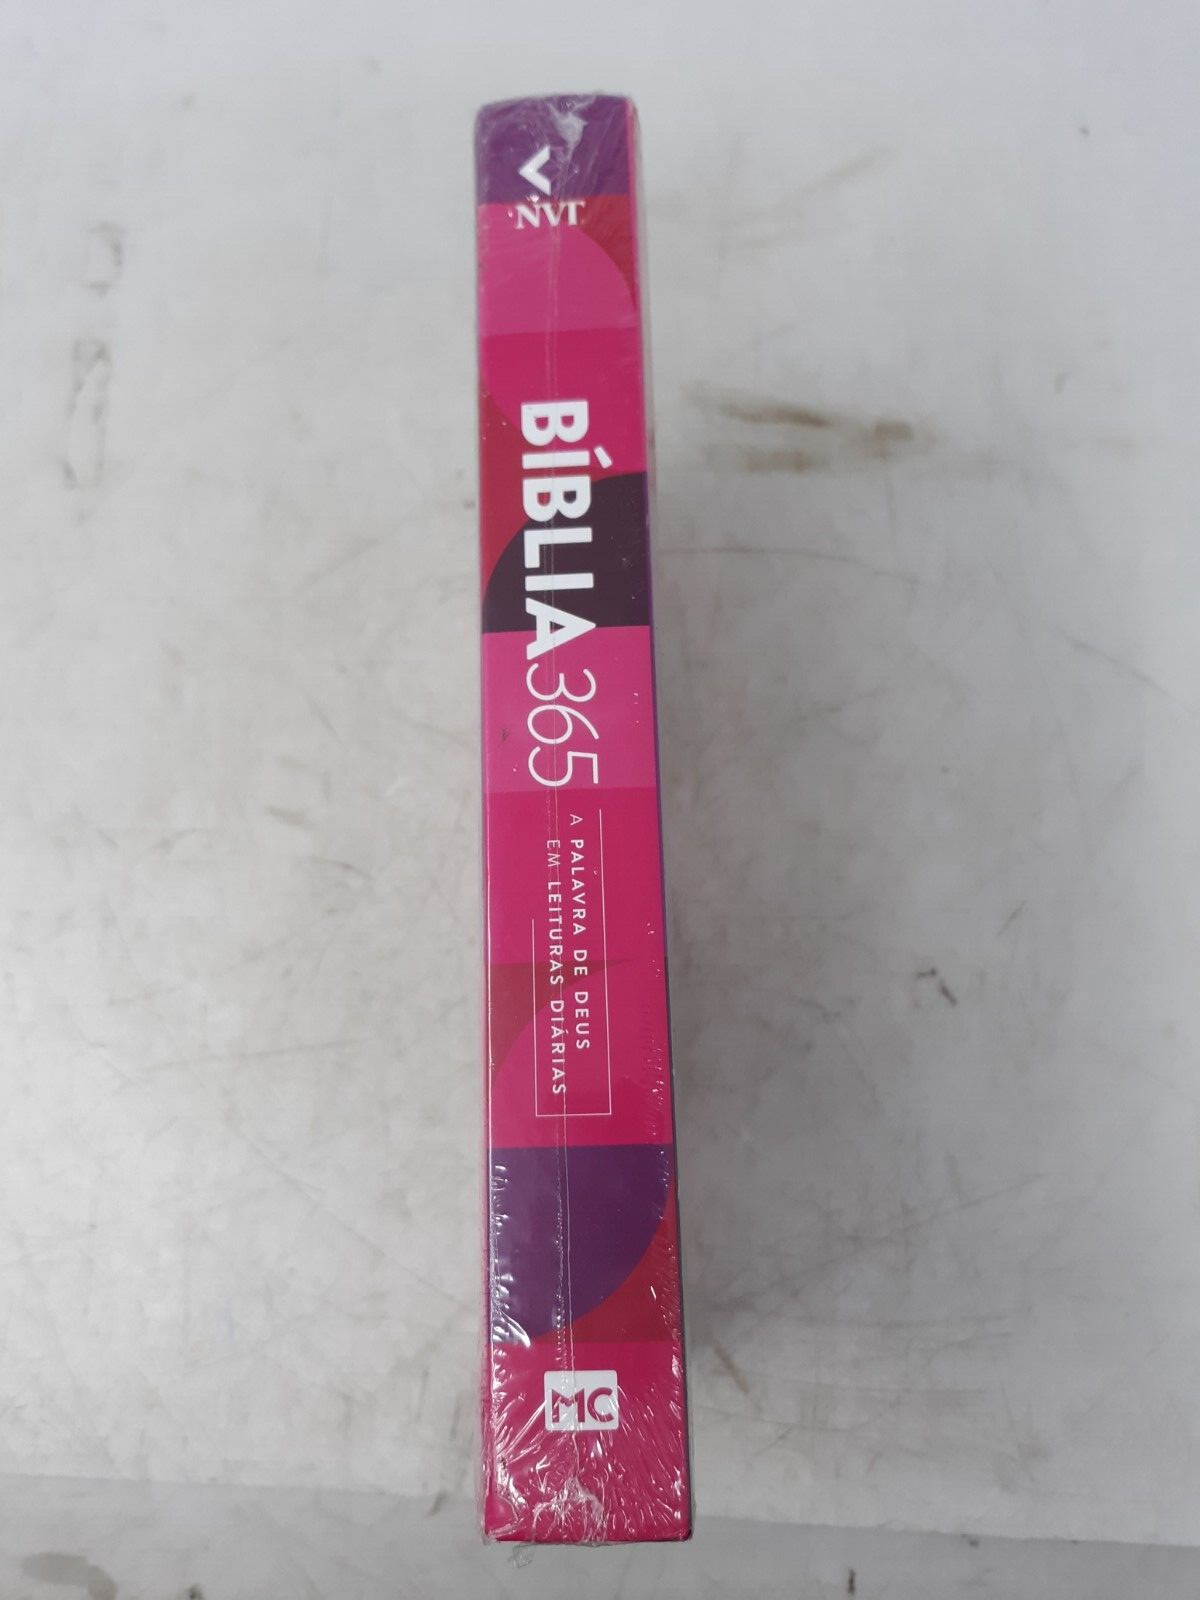 NVT
BÍBLIA365
A PALAVRA DE DEUS
EM LEITURAS DIÁRIAS
MC